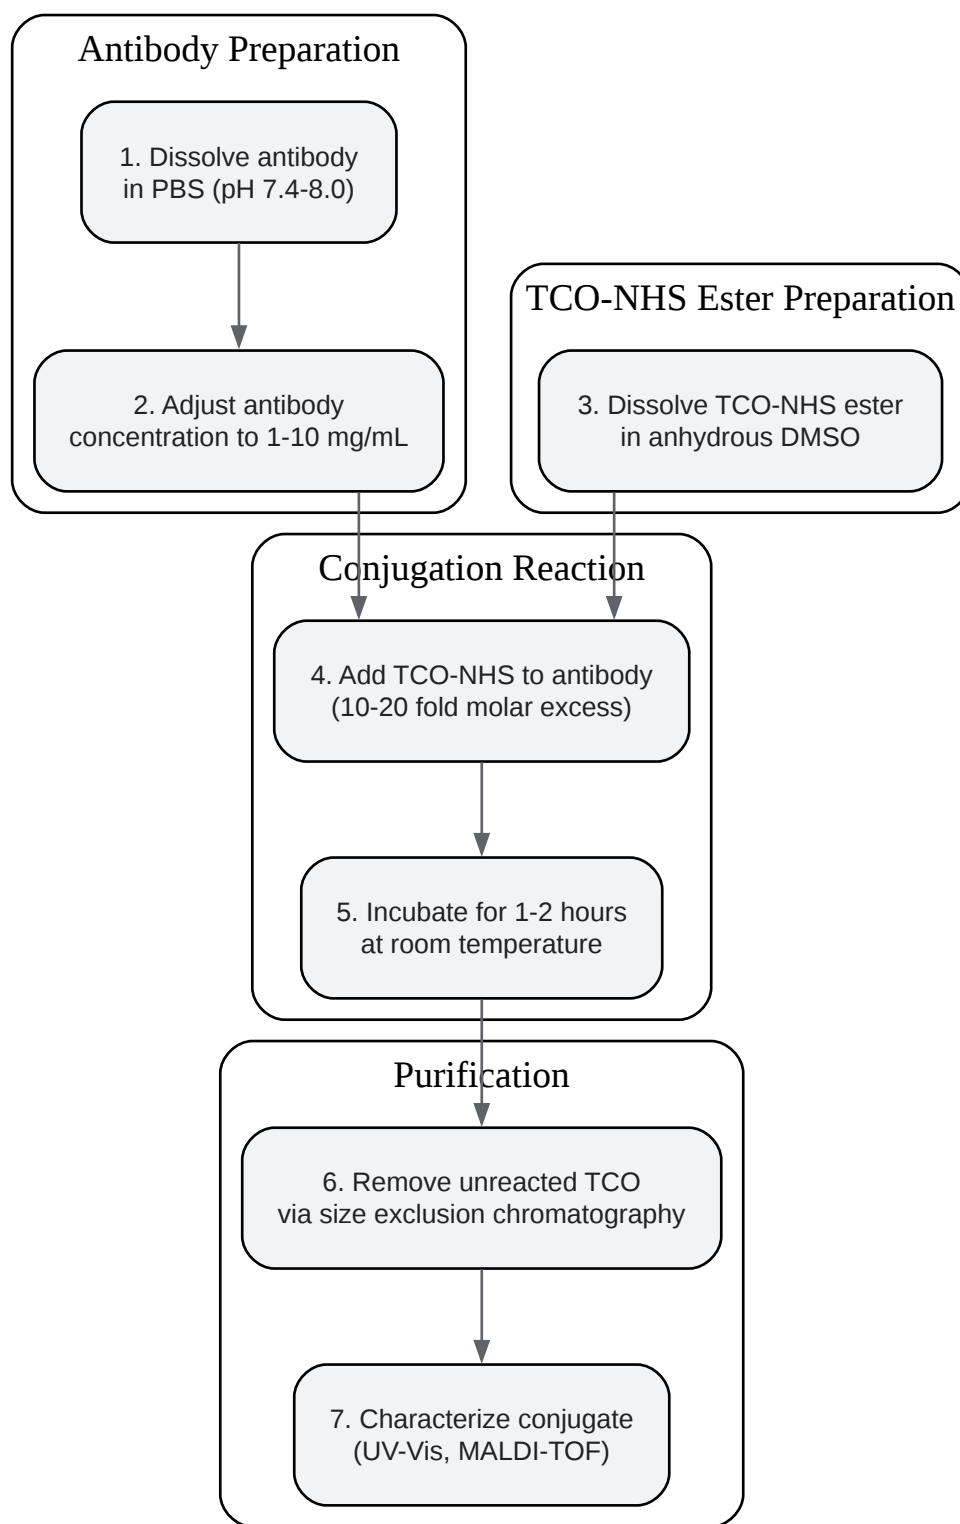 Antibody Preparation
1. Dissolve antibody
in PBS (pH 7.4-8.0)
2. Adjust antibody
concentration to 1-10 mg/mL
TCO-NHS Ester Preparation
3. Dissolve TCO-NHS ester
in anhydrous DMSO
Conjugation Reaction
4. Add TCO-NHS to antibody
(10-20 fold molar excess)
5. Incubate for 1-2 hours
at room temperature
Purification
6. Remove unreacted TCO
via size exclusion chromatography
7. Characterize conjugate
(UV-Vis, MALDI-TOF)